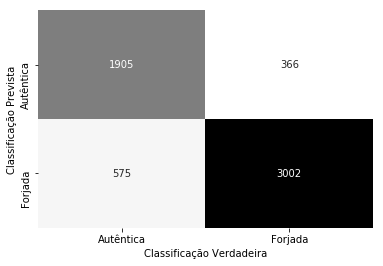 Classificação Prevista
Autêntica
1905
366
Forjada
575
3002
Autêntica
Forjada
Classificação Verdadeira